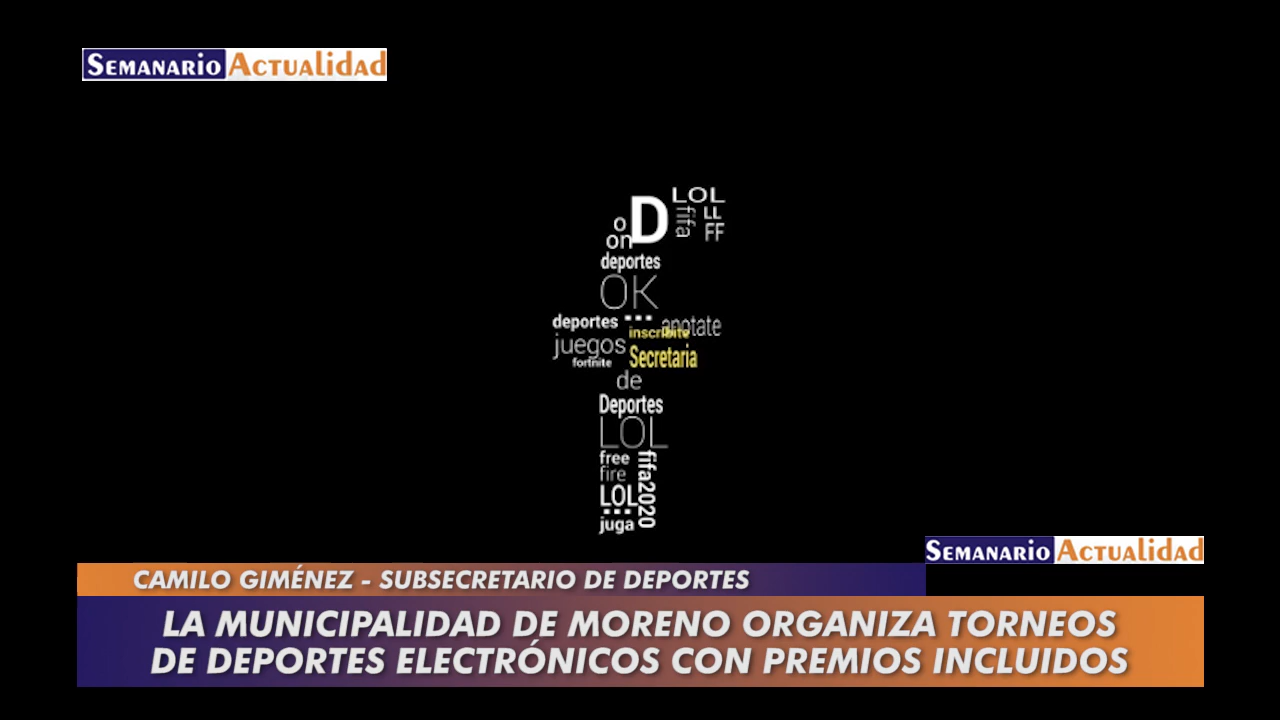 SEMANARIO ACTUALIDAD
LOL
fifa
LL
FF
D
o
on
deportes
OK
...
deportes
anotate
inscribite
juegos
fortnite
Secretaria
de
Deportes
LOL
free
fire
fifa2020
LOL
...
juga
SEMANARIO ACTUALIDAD
CAMILO GIMÉNEZ - SUBSECRETARIO DE DEPORTES
LA MUNICIPALIDAD DE MORENO ORGANIZA TORNEOS
DE DEPORTES ELECTRÓNICOS CON PREMIOS INCLUIDOS